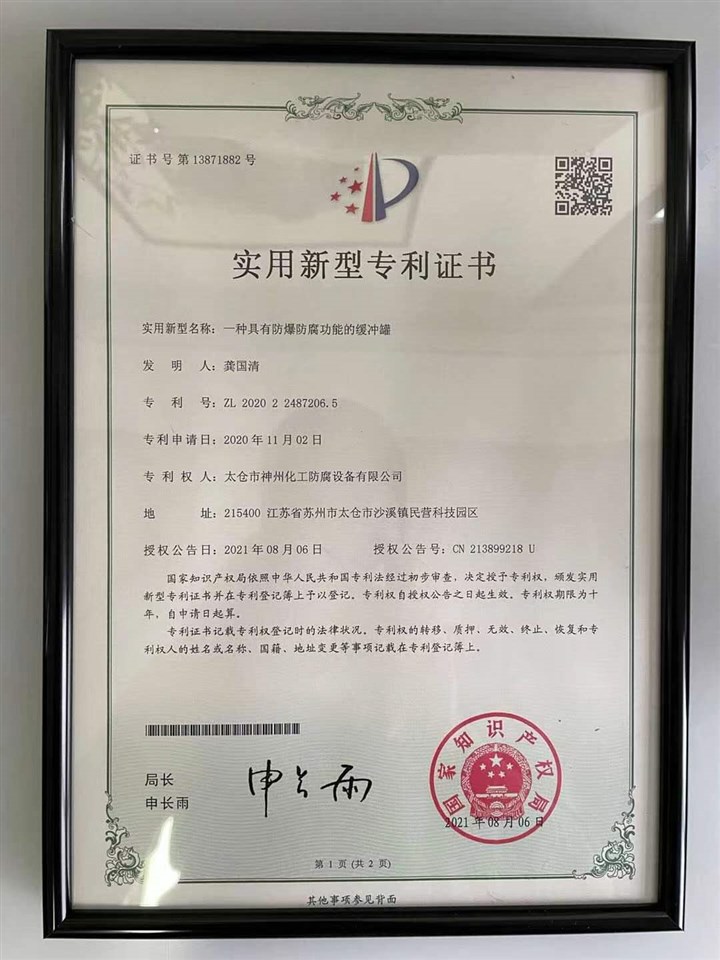 证书号第13871882号
实用新型专利证书
实用新型名称：一种具有防爆防腐功能的缓冲罐
发明人：龚国清
专利号：ZL 2020 2 2487206.5
专利申请日：2020年11月02日
专利权人：太仓市神州化工防腐设备有限公司
地址：215400 江苏省苏州市太仓市沙溪镇民营科技园区
授权公告日：2021年08月06日 授权公告号：CN 213899218 U
国家知识产权局依照中华人民共和国专利法经过初步审查，决定授予专利权，颁发实用
新型专利证书并在专利登记簿上予以登记。专利权自授权公告之日起生效。专利权期限为十
年，自申请日起算。
专利证书记载专利权登记时的法律状况。专利权的转移、质押、无效、终止、恢复和专
利权人的姓名或名称、国籍、地址变更等事项记载在专利登记簿上。
局长
申长雨
申长雨
国家知识产权局
2021年08月06日
第1页(共2页)
其他事项参见背面